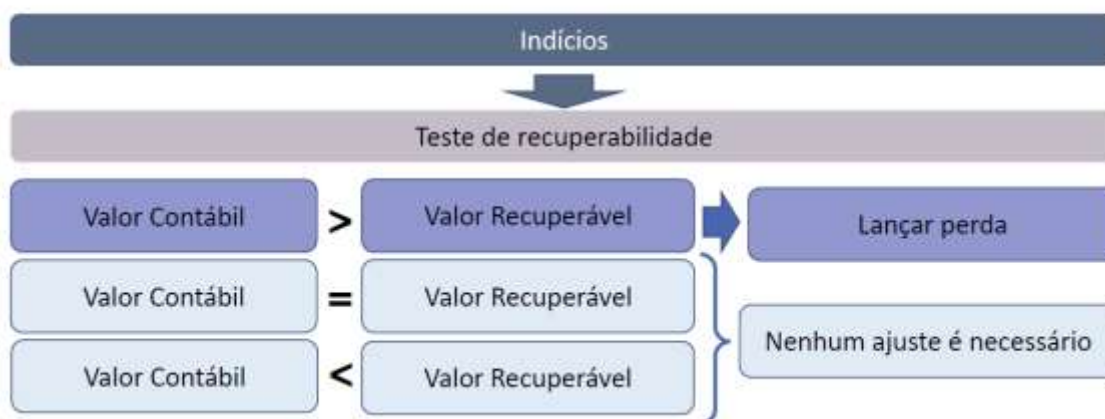 Indícios
Teste de recuperabilidade
Valor Contábil > Valor Recuperável Lançar perda
Valor Contábil = Valor Recuperável
Nenhum ajuste é necessário
Valor Contábil < Valor Recuperável